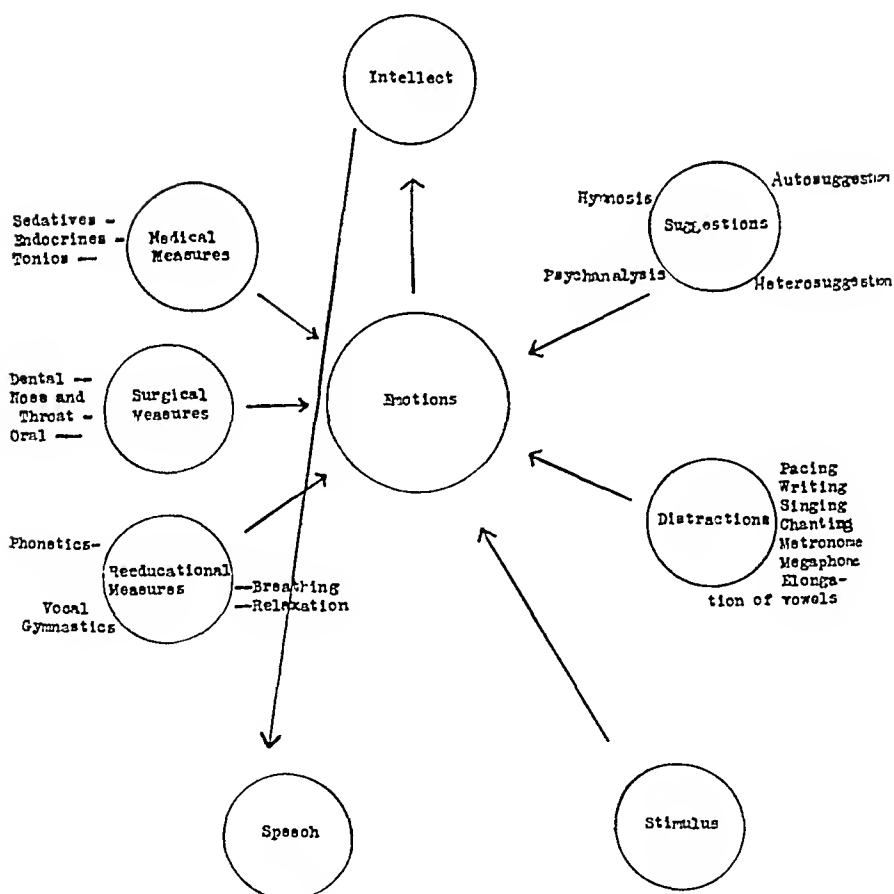 Intellect
Sedatives —
Endocrines —
Tonics —
Medical
Measures
Hypnosis
Autosuggestion
Suggestions
Psychanalysis
Heterosuggestion
Dental —
Nose and
Throat —
Oral —
Surgical
Measures
Emotions
Phonetics—
Reeducational
Measures
—Breathing
—Relaxation
Vocal
Gymnastics
Distractions
Pacing
Writing
Singing
Chanting
Metronome
Megaphone
Elonga-
tion of vowels
Speech
Stimulus